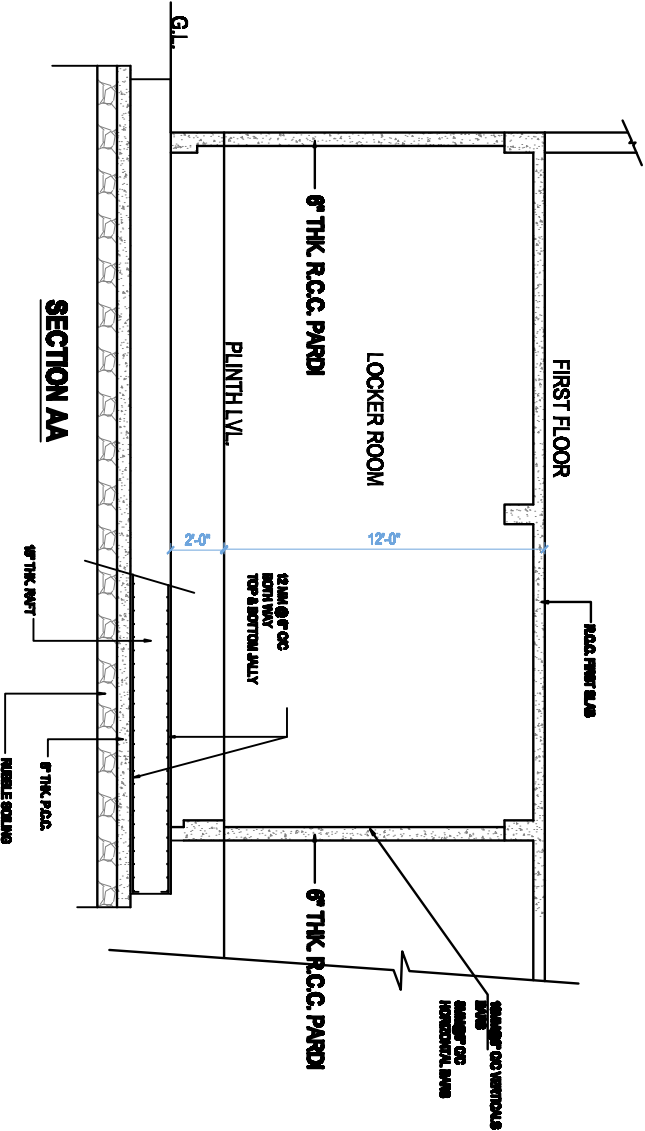 G.L.
6" THK. R.C.C. PARDI
FIRST FLOOR
LOCKER ROOM
PLINTH LVL.
SECTION AA
2'-0"
12'-0"
R.C.C. FIRST SLAB
12 MM @ 6" C/C
BOTH WAY
TOP & BOTTOM JALLY
THK. RAFT
6" THK. P.C.C.
RUBBLE SOLING
6" THK. R.C.C. PARDI
C/C VERTICALS
BARS
C/C
HORIZONTAL BARS